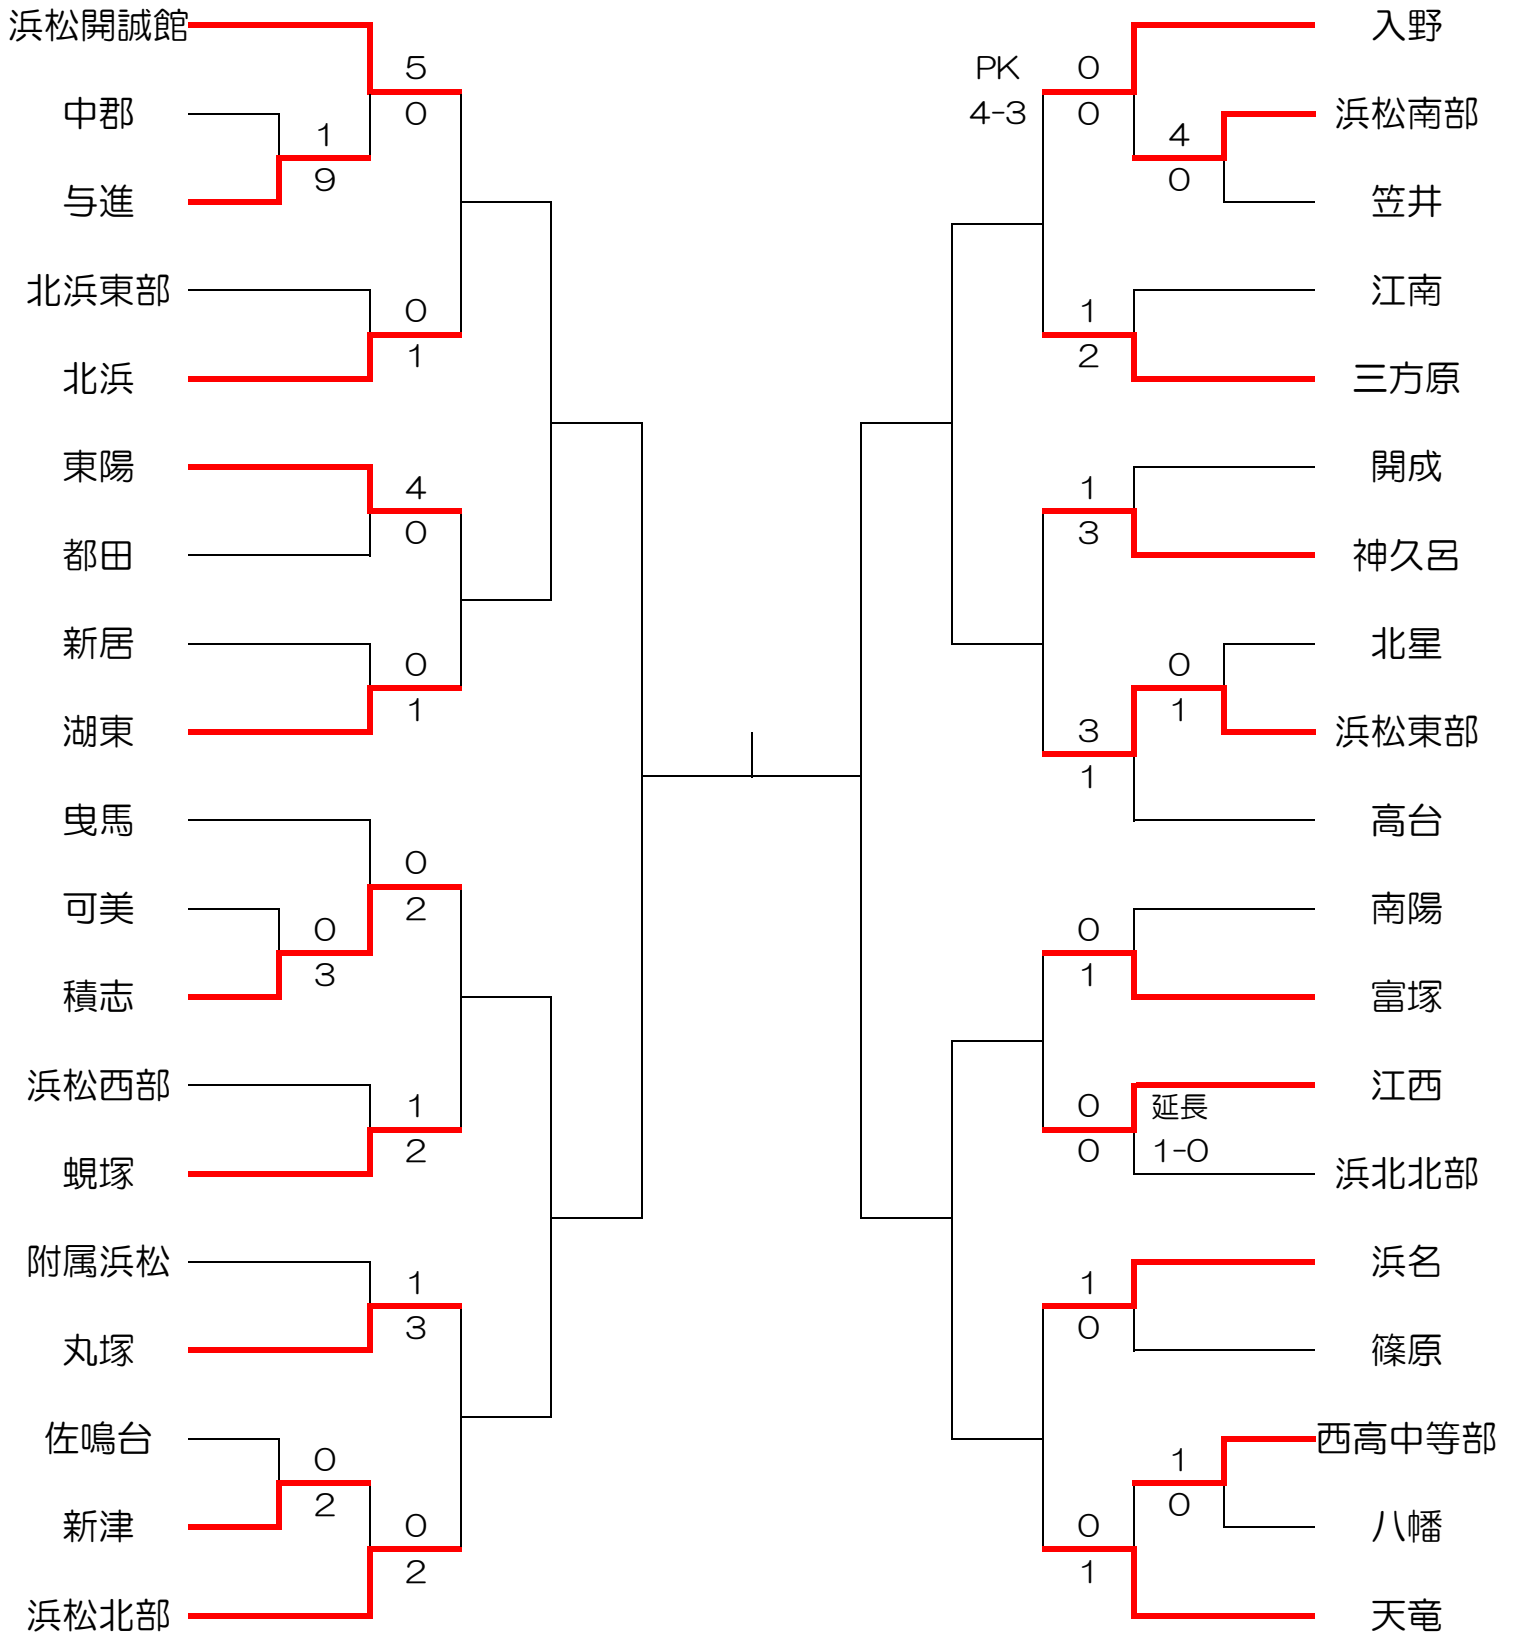 浜松開誠館
5
0
中郡
1
9
与進
北浜東部
0
1
北浜
東陽
4
0
都田
新居
0
1
湖東
曳馬
0
2
可美
0
3
積志
浜松西部
1
2
蜆塚
附属浜松
1
3
丸塚
佐鳴台
0
2
新津
0
2
浜松北部
入野
PK
4-3
0
0
浜松南部
4
0
笠井
江南
1
2
三方原
開成
1
3
神久呂
北星
0
1
浜松東部
3
1
高台
南陽
0
1
富塚
江西
0
0
延長
1-0
浜北北部
浜名
1
0
篠原
西高中等部
1
0
八幡
0
1
天竜